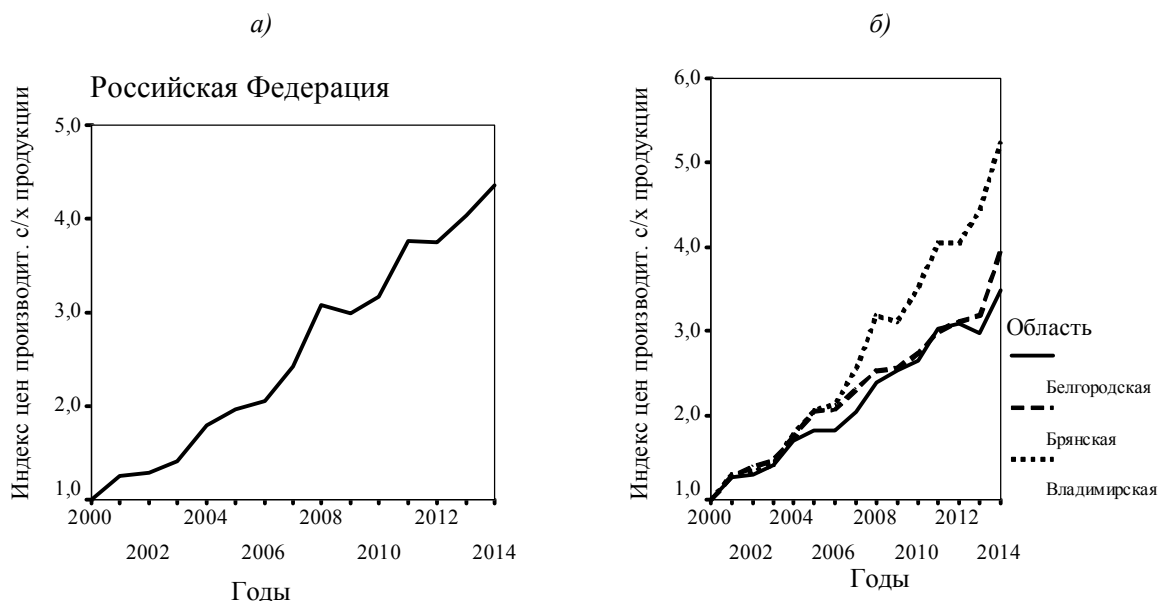 а)
Российская Федерация
Индекс цен производит. с/х продукции
5,0
4,0
3,0
2,0
1,0
2000 2004 2008 2012
2002 2006 2010 2014
Годы
б)
Индекс цен производит. с/х продукции
6,0
5,0
4,0
3,0
2,0
1,0
2000 2004 2008 2012
2002 2006 2010 2014
Годы
Область
Белгородская
Брянская
Владимирская